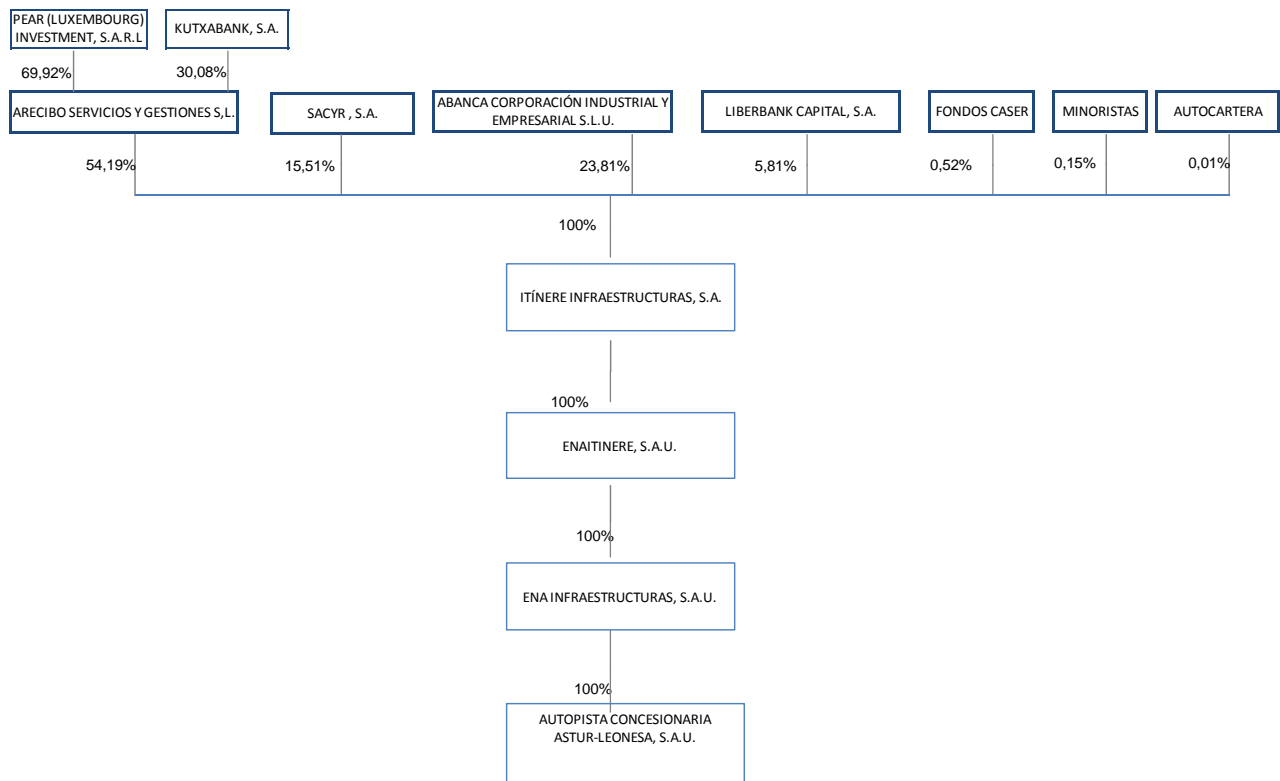 PEAR (LUXEMBOURG)
INVESTMENT, S.A.R.L
KUTXABANK, S.A.
69,92%
30,08%
ARECIBO SERVICIOS Y GESTIONES S,L.
SACYR , S.A.
ABANCA CORPORACIÓN INDUSTRIAL Y
EMPRESARIAL S.L.U.
LIBERBANK CAPITAL, S.A.
FONDOS CASER
MINORISTAS
AUTOCARTERA
54,19%
15,51%
23,81%
5,81%
0,52%
0,15%
0,01%
100%
ITÍNERE INFRAESTRUCTURAS, S.A.
100%
ENAITINERE, S.A.U.
100%
ENA INFRAESTRUCTURAS, S.A.U.
100%
AUTOPISTA CONCESIONARIA
ASTUR-LEONESA, S.A.U.